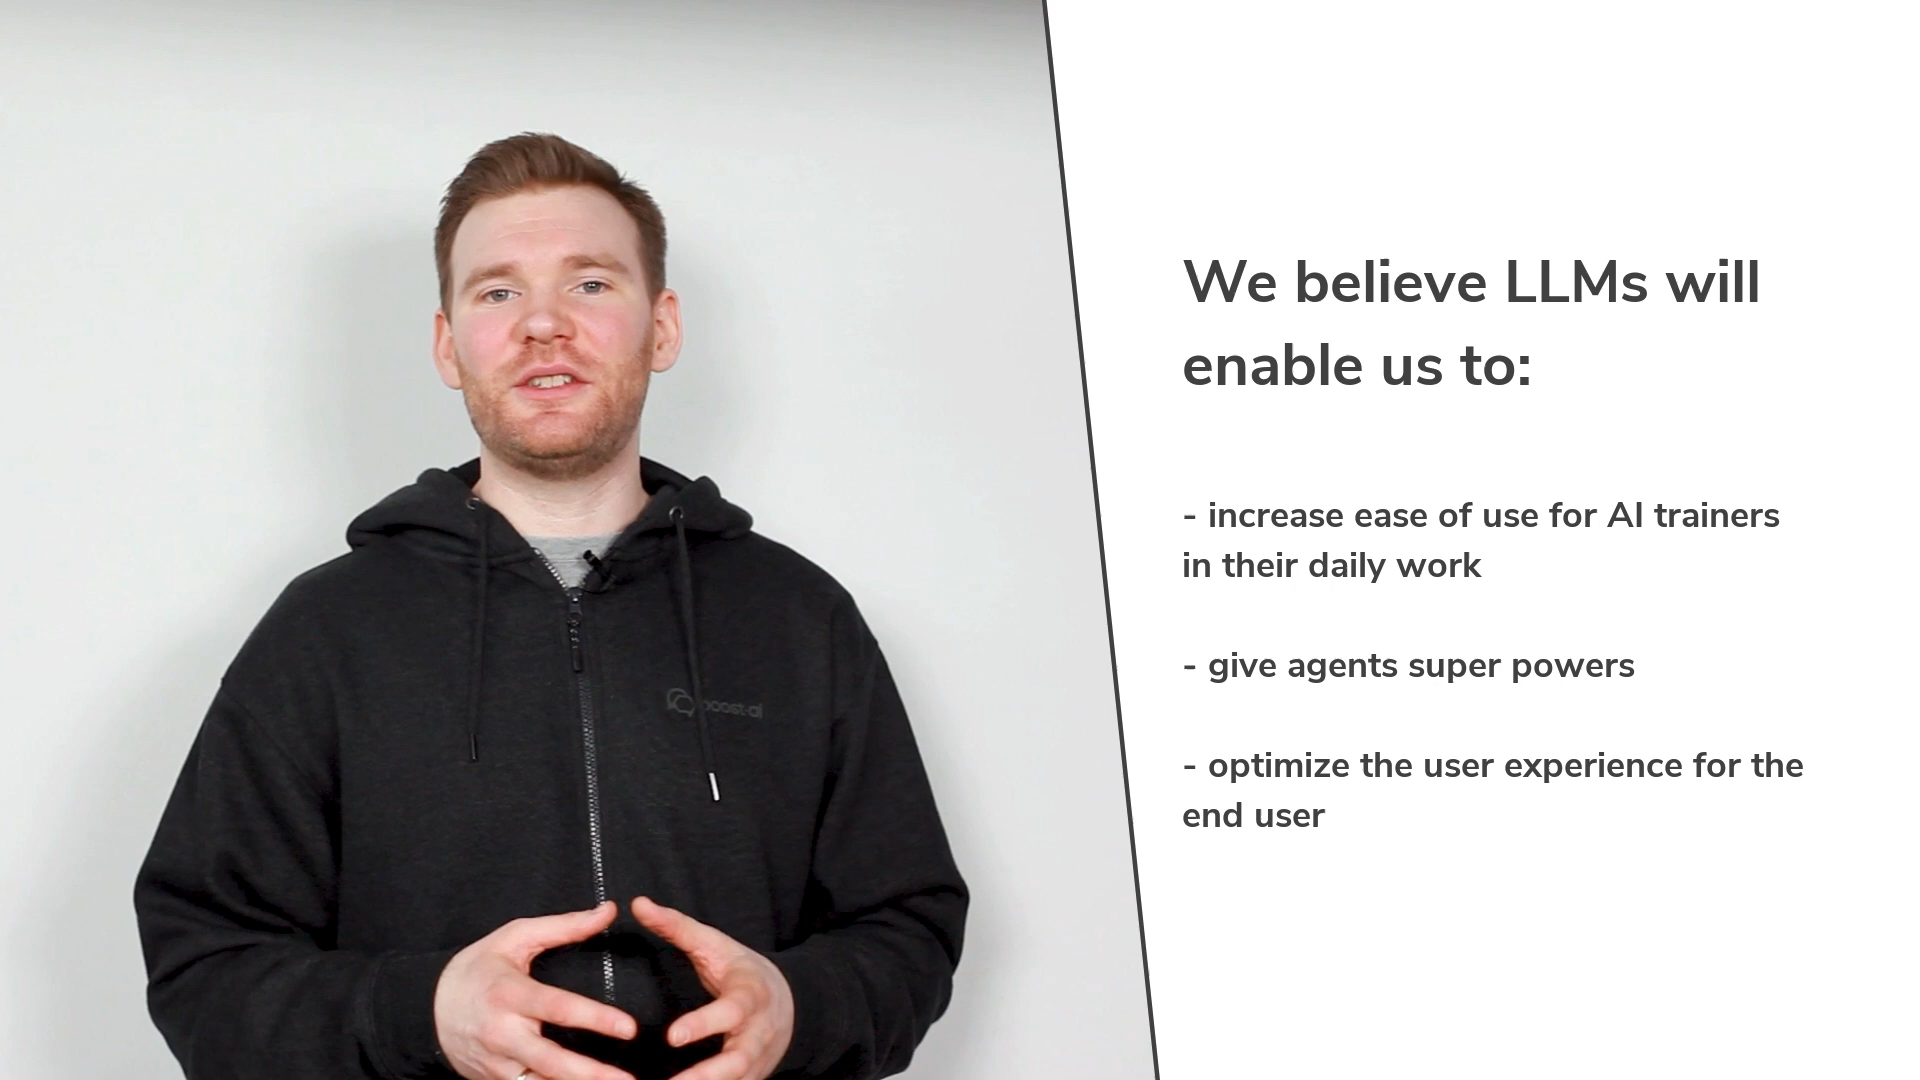 We believe LLMs will
enable us to:
- increase ease of use for AI trainers
in their daily work
- give agents super powers
- optimize the user experience for the
end user
boost.ai